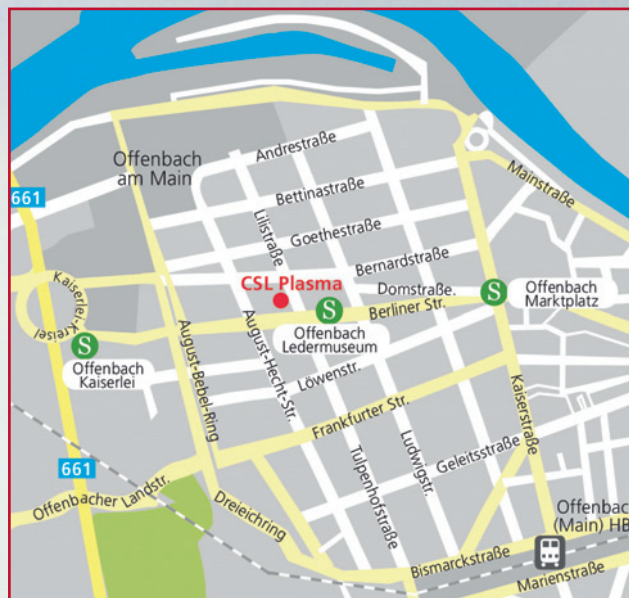 Offenbach
am Main
Andrestraße
Mainstraße
661
Bettinastraße
Lilistraße
Goethestraße
Bernardstraße
Kaiserlei-Kreisel
CSL Plasma
Domstraße.
S
Offenbach
Marktplatz
S
Berliner Str.
S
Offenbach
Ledermuseum
Offenbach
Kaiserlei
August-Bebel-Ring
August-Hecht-Str.
Löwenstr.
Kaiserstraße
Frankfurter Str.
Ludwigstr.
Geleitsstraße
661
Tulpenhofstraße
Offenbacher Landstr.
Dreieichring
Offenbac
(Main) HB
Bismarckstraße
Marienstraße